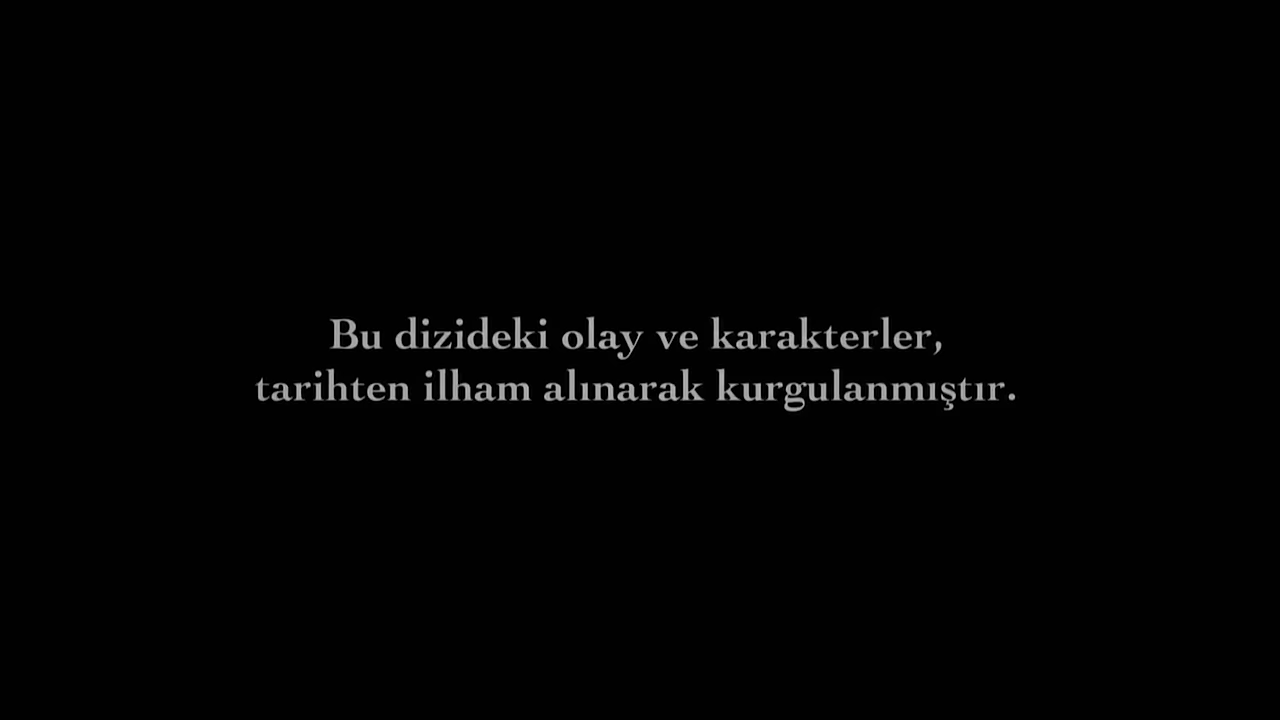 Bu dizideki olay ve karakterler,
tarihten ilham alınarak kurgulanmıştır.